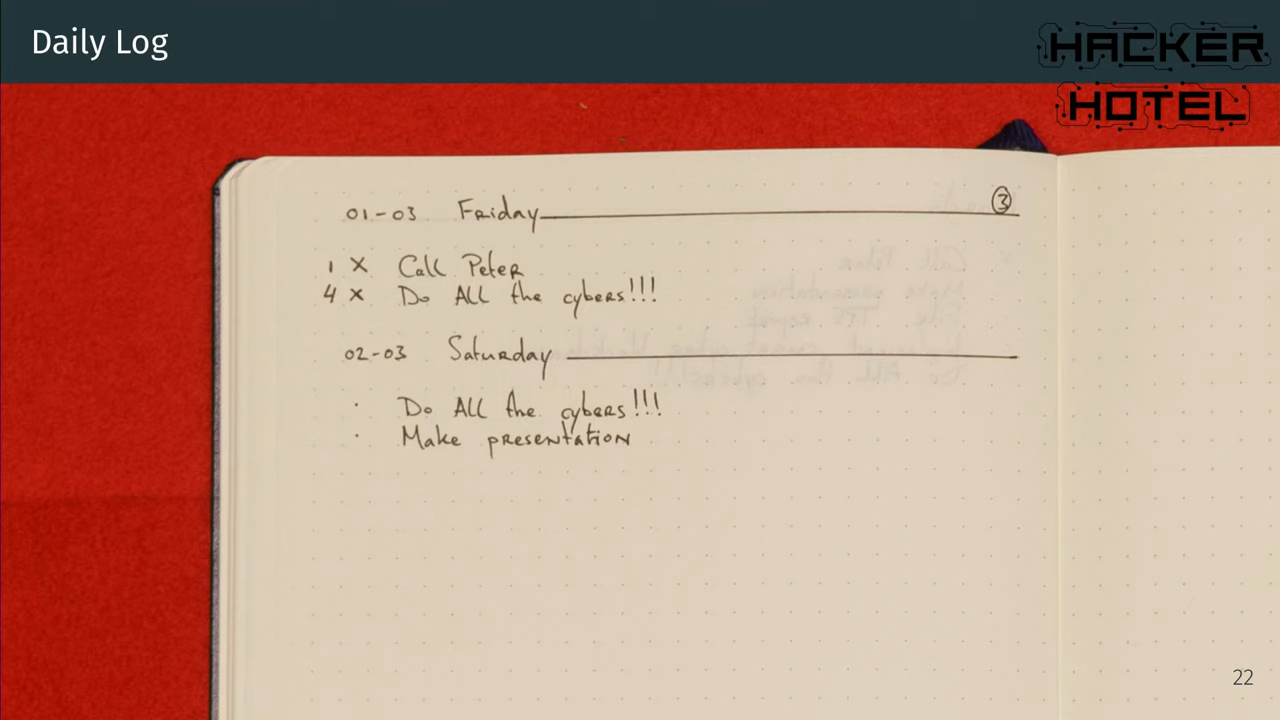 Daily Log
HACKER
HOTEL
01-03 Friday ③
1 × Call Peter
4 × Do ALL the cybers!!!
02-03 Saturday
· Do ALL the cybers!!!
· Make presentation
22